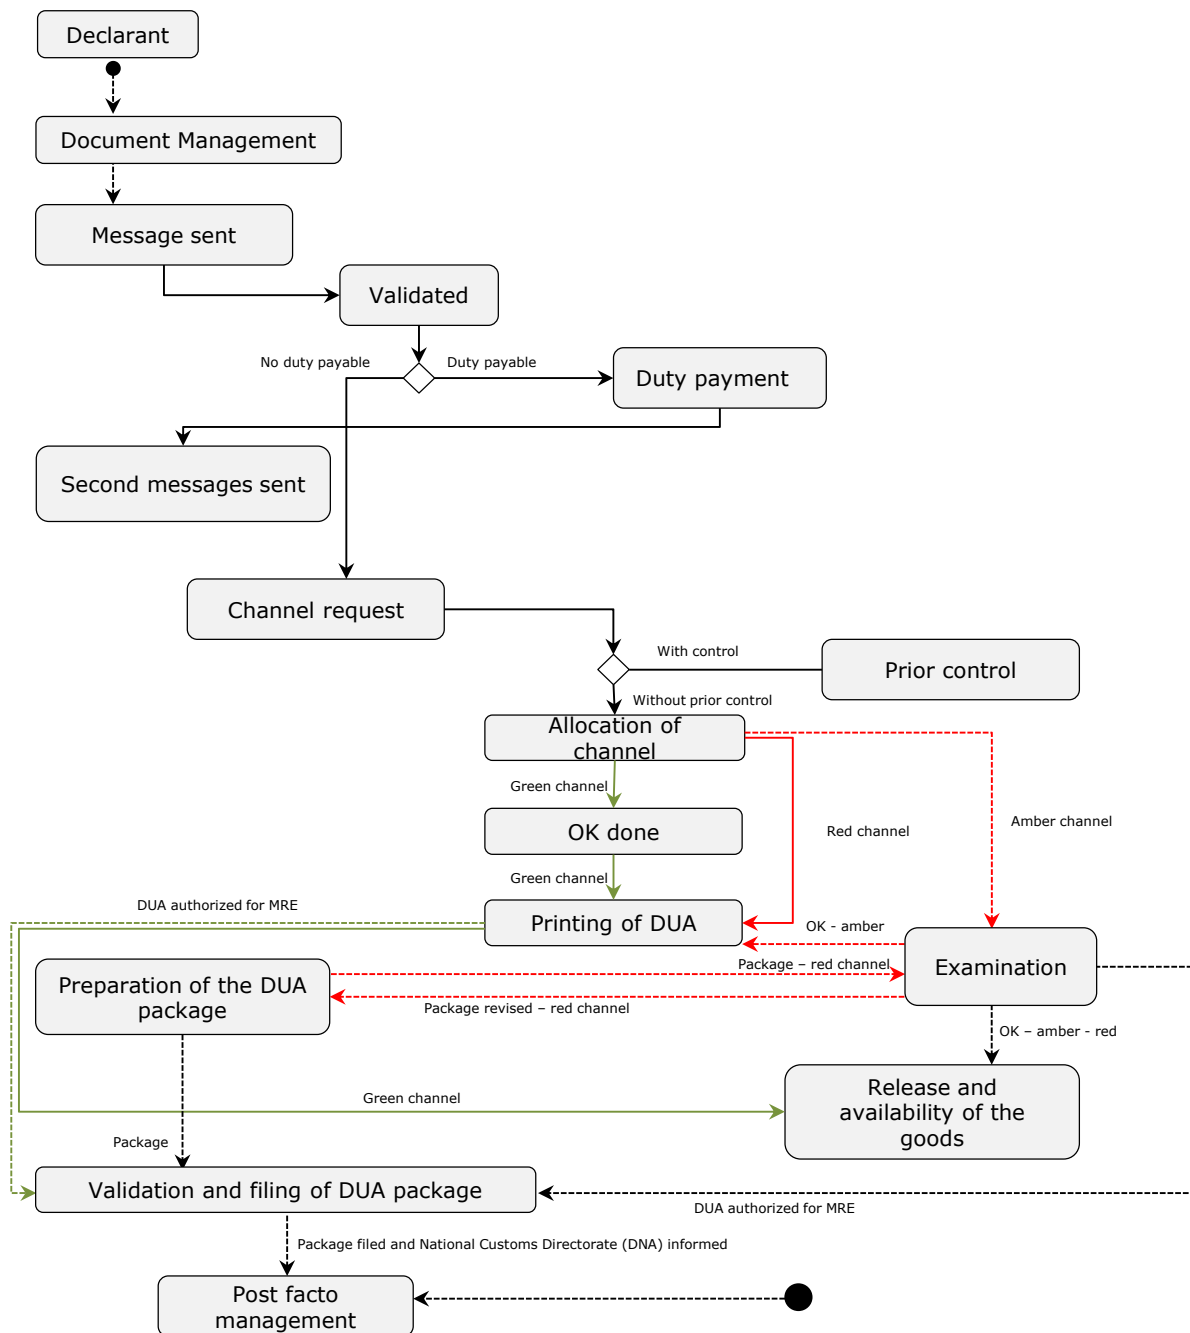 Declarant
Document Management
Message sent
Validated
No duty payable
Duty payable
Duty payment
Second messages sent
Channel request
With control
Prior control
Without prior control
Allocation of
channel
Green channel
Red channel
Amber channel
OK done
Green channel
DUA authorized for MRE
Printing of DUA
OK - amber
Package – red channel
Examination
Preparation of the DUA
package
Package revised – red channel
OK – amber - red
Release and
availability of the
goods
Green channel
Package
Validation and filing of DUA package
DUA authorized for MRE
Package filed and National Customs Directorate (DNA) informed
Post facto
management